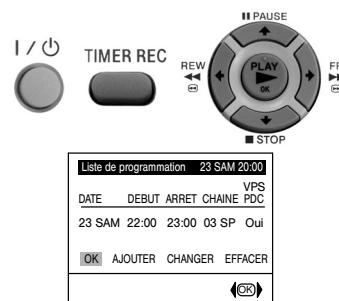 II PAUSE
I / ⏻
TIMER REC
REW
PLAY
OK
■ STOP
Liste de programmation 23 SAM 20:00
VPS
DATE DEBUT ARRET CHAINE PDC
23 SAM 22:00 23:00 03 SP Oui
OK AJOUTER CHANGER EFFACER
OK